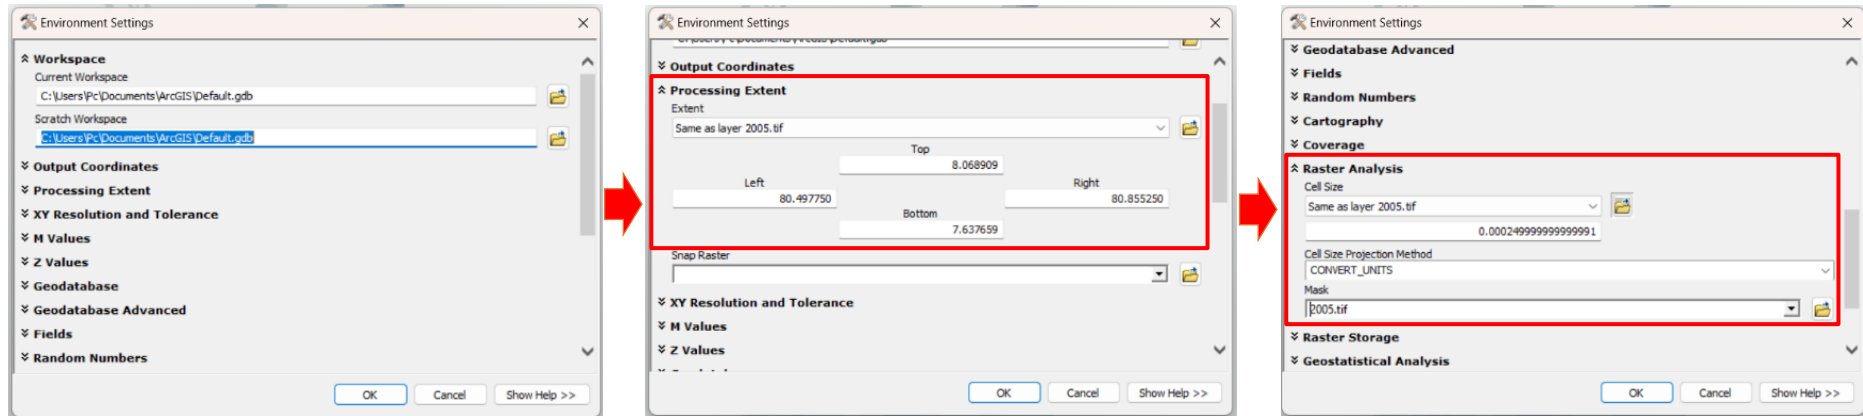 Environment Settings
Workspace
Current Workspace
C:\Users\Pc\Documents\ArcGIS\Default.gdb
Scratch Workspace
C:\Users\Pc\Documents\ArcGIS\Default.gdb
Output Coordinates
Processing Extent
XY Resolution and Tolerance
M Values
Z Values
Geodatabase
Geodatabase Advanced
Fields
Random Numbers
OK Cancel Show Help >>
Environment Settings
Output Coordinates
Processing Extent
Extent
Same as layer 2005.tif
Top
8.068909
Left Right
80.497750 80.855250
Bottom
7.637659
Snap Raster
XY Resolution and Tolerance
M Values
Z Values
OK Cancel Show Help >>
Environment Settings
Geodatabase Advanced
Fields
Random Numbers
Cartography
Coverage
Raster Analysis
Cell Size
Same as layer 2005.tif
0.000249999999999991
Cell Size Projection Method
CONVERT_UNITS
Mask
2005.tif
Raster Storage
Geostatistical Analysis
OK Cancel Show Help >>